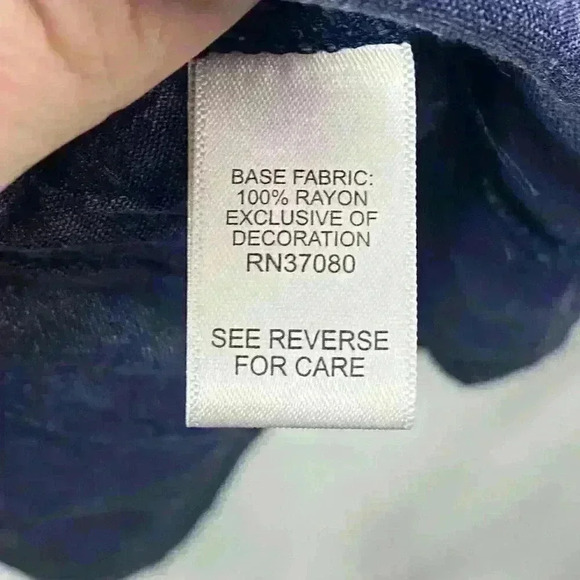 BASE FABRIC:
100% RAYON
EXCLUSIVE OF
DECORATION
RN37080
SEE REVERSE
FOR CARE